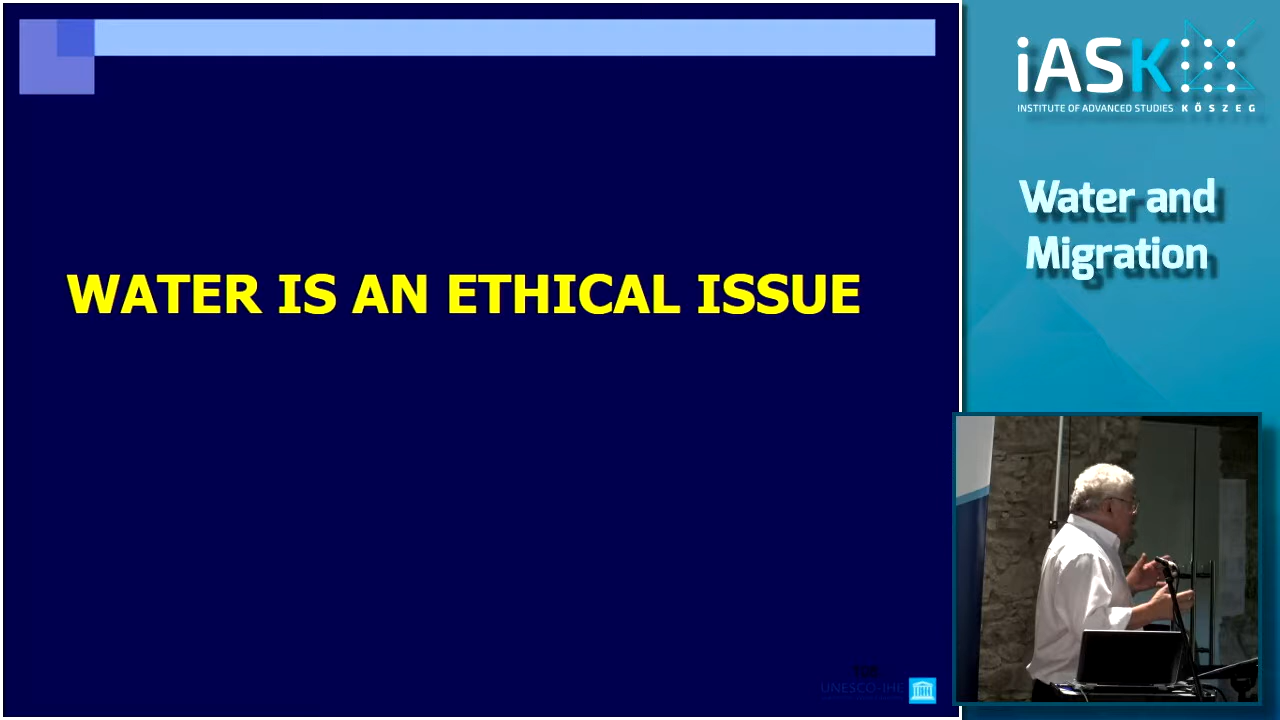 WATER IS AN ETHICAL ISSUE
UNESCO-IHE
iASK
INSTITUTE OF ADVANCED STUDIES KŐSZEG
Water and
Migration